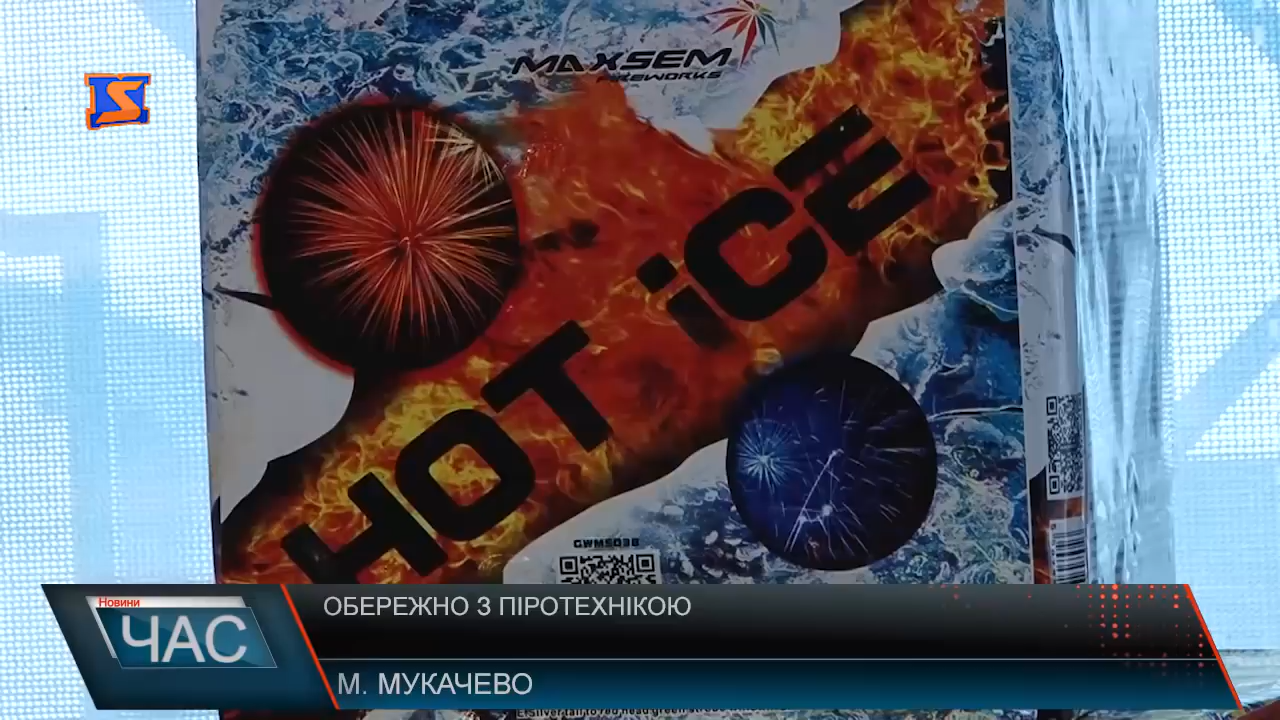 MAXSEM
FIREWORKS
HOT iCE
GWM5038
Новини
ЧАС
ОБЕРЕЖНО З ПІРОТЕХНІКОЮ
М. МУКАЧЕВО